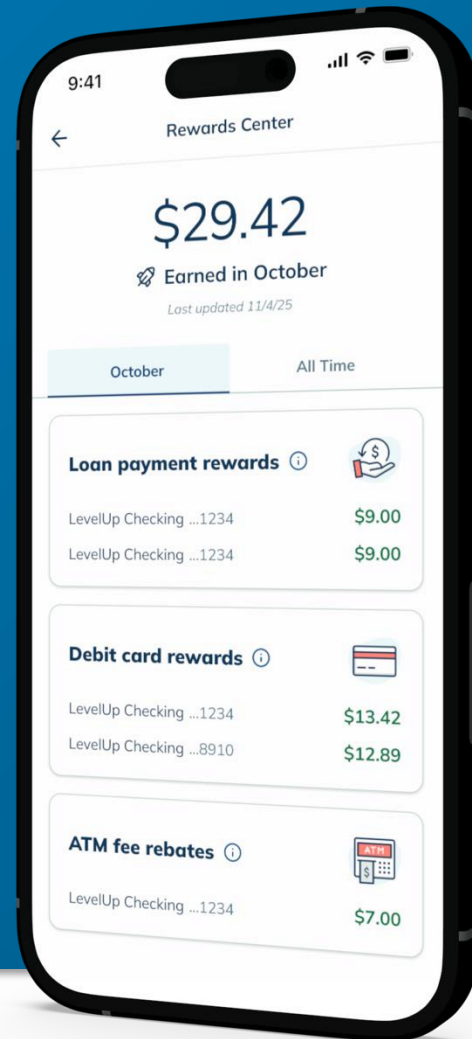 9:41
Rewards Center
$29.42
Earned in October
Last updated 11/4/25
October All Time
Loan payment rewards
LevelUp Checking ...1234 $9.00
LevelUp Checking ...1234 $9.00
Debit card rewards
LevelUp Checking ...1234 $13.42
LevelUp Checking ...8910 $12.89
ATM fee rebates
ATM
$
LevelUp Checking ...1234 $7.00